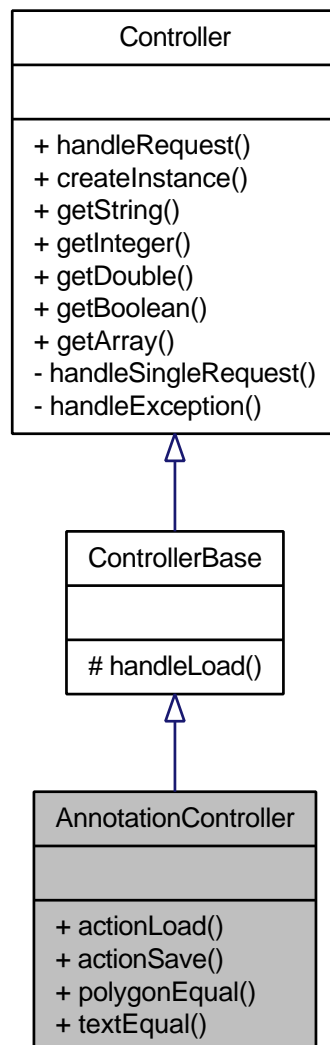 Controller
+ handleRequest()
+ createInstance()
+ getString()
+ getInteger()
+ getDouble()
+ getBoolean()
+ getArray()
- handleSingleRequest()
- handleException()
ControllerBase
# handleLoad()
AnnotationController
+ actionLoad()
+ actionSave()
+ polygonEqual()
+ textEqual()